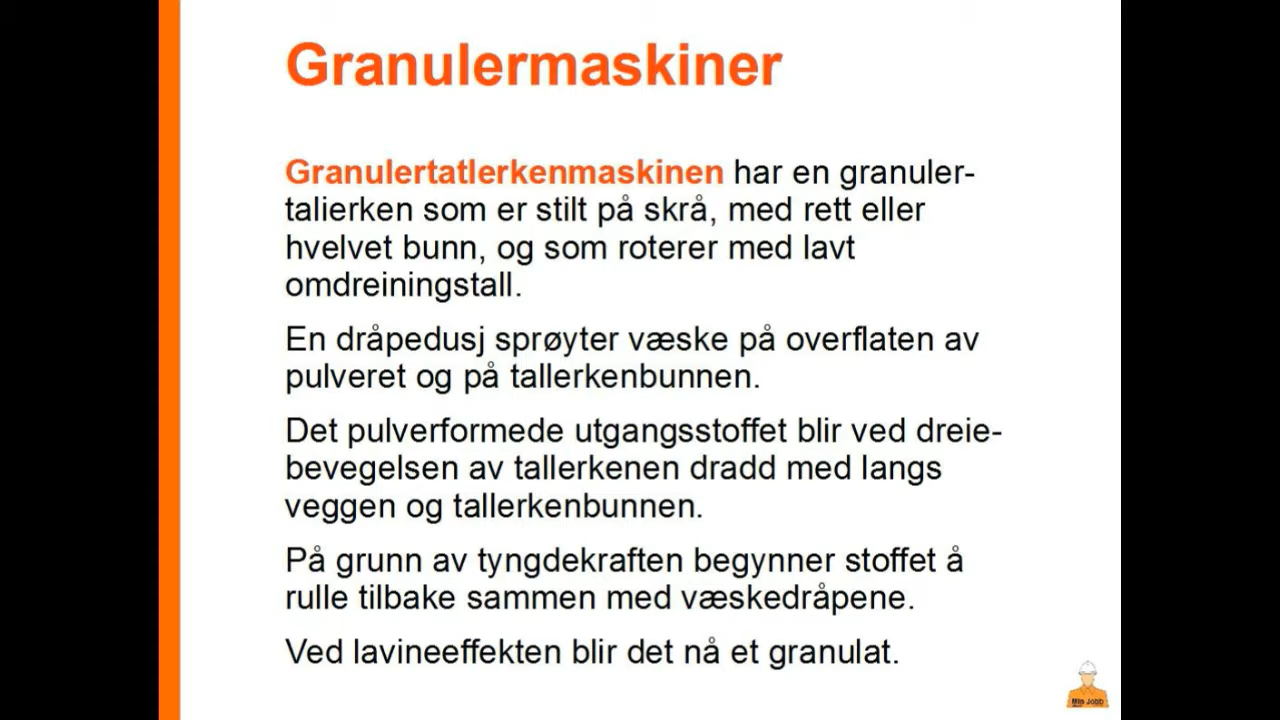 Granulermaskiner
Granulertatlerkenmaskinen har en granuler-
talierken som er stilt på skrå, med rett eller
hvelvet bunn, og som roterer med lavt
omdreiningstall.
En dråpedusj sprøyter væske på overflaten av
pulveret og på tallerkenbunnen.
Det pulverformede utgangsstoffet blir ved dreie-
bevegelsen av tallerkenen dradd med langs
veggen og tallerkenbunnen.
På grunn av tyngdekraften begynner stoffet å
rulle tilbake sammen med væskedråpene.
Ved lavineeffekten blir det nå et granulat.
Min Jobb